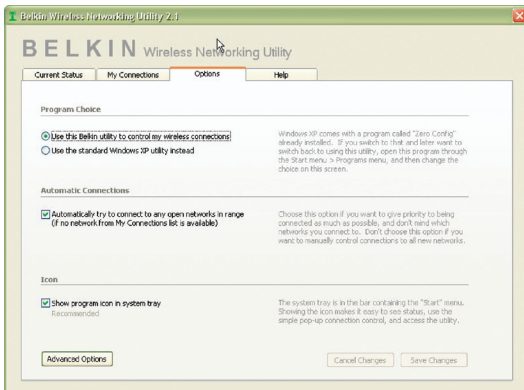 Belkin Wireless Networking Utility 2.1
BELKIN Wireless Networking Utility
Current Status
My Connections
Options
Help
Program Choice
Use this Belkin utility to control my wireless connections
Use the standard Windows XP utility instead
Windows XP comes with a program called "Zero Config"
already installed. If you switch to that and later want to
switch back to using this utility, open this program through
the Start menu > Programs menu, and then change the
choice on this screen.
Automatic Connections
Automatically try to connect to any open networks in range
(if no network from My Connections list is available)
Choose this option if you want to give priority to being
connected as much as possible, and don't mind which
networks you connect to. Don't choose this option if you
want to manually control connections to all new networks.
Icon
Show program icon in system tray
Recommended
The system tray is in the bar containing the "Start" menu.
Showing the icon makes it easy to see status, use the
simple pop-up connection control, and access the utility.
Advanced Options
Cancel Changes
Save Changes